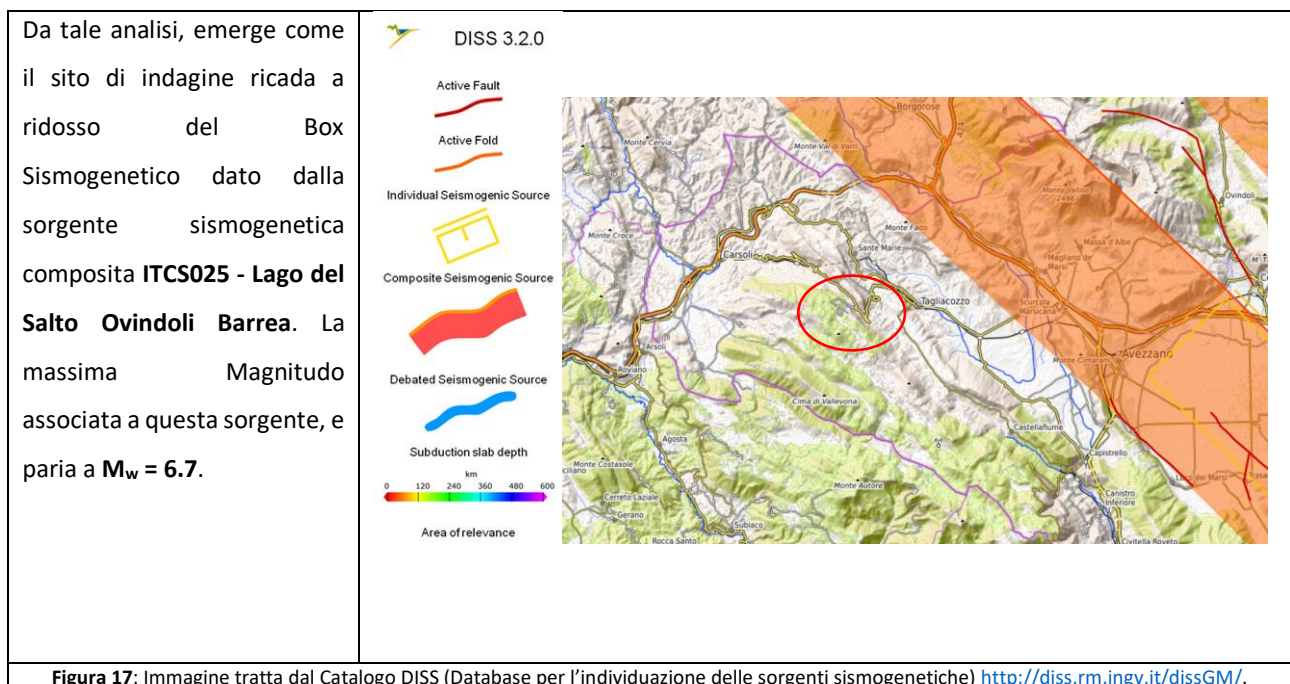 Da tale analisi, emerge come
il sito di indagine ricada a
ridosso del Box
Sismogenetico dato dalla
sorgente sismogenetica
composita ITCS025 - Lago del
Salto Ovindoli Barrea. La
massima Magnitudo
associata a questa sorgente, e
paria a Mw = 6.7.
DISS 3.2.0
Active Fault
Active Fold
Individual Seismogenic Source
Composite Seismogenic Source
Debated Seismogenic Source
Subduction slab depth
km
0 120 240 360 480 600
Area of relevance
Borgorose
A24
Monte Cervia
Monte Val di Varri
Ovindoli
Monte Velino
2486
Monte Croce
Monte Faito
Massa d'Albe
Carsoli
Sante Marie
Magliano de'
Marsi
Tagliacozzo
Scurcola
Marsicana
Arsoli
Avezzano
Roviano
Monte Cimarani
Cima di Vallevona
Castellafiume
Agosta
Capistrello
Monte Costasole
ciliano
Luco dei Marsi
Trasa
Monte Autore
Canistro
Inferiore
Cerreto Laziale
Gerano
Subiaco
Rocca Santo
Civitella Roveto
Figura 17: Immagine tratta dal Catalogo DISS (Database per l'individuazione delle sorgenti sismogenetiche) http://diss.rm.ingv.it/dissGM/.